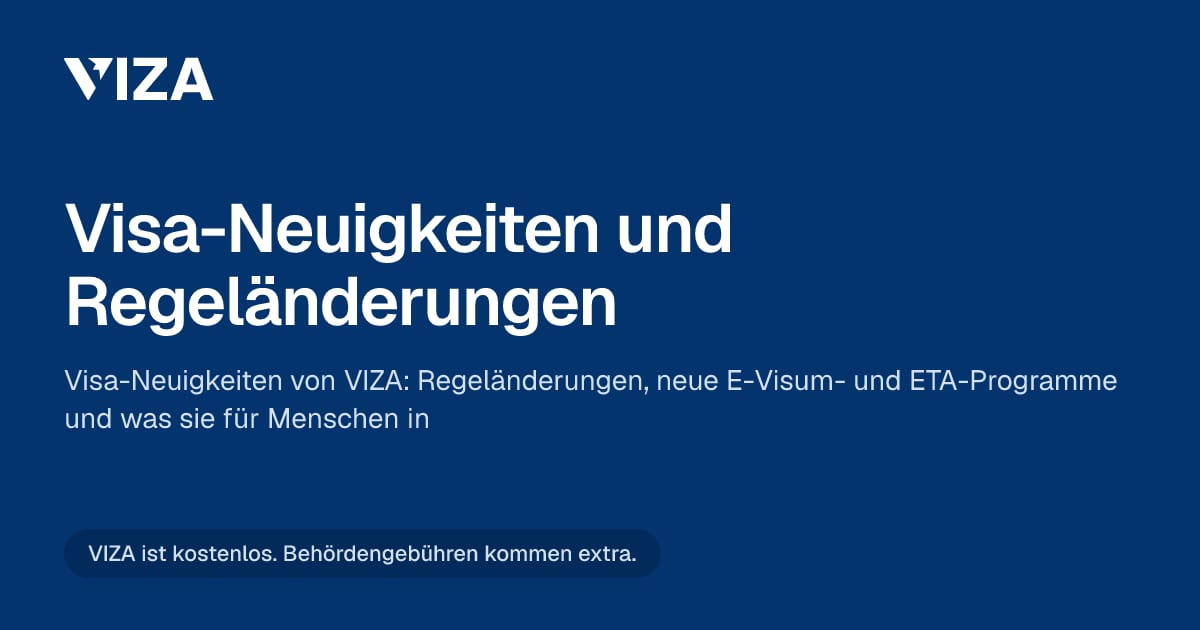 VIZA
Visa-Neuigkeiten und
Regeländerungen
Visa-Neuigkeiten von VIZA: Regeländerungen, neue E-Visum- und ETA-Programme
und was sie für Menschen in
VIZA ist kostenlos. Behördengebühren kommen extra.